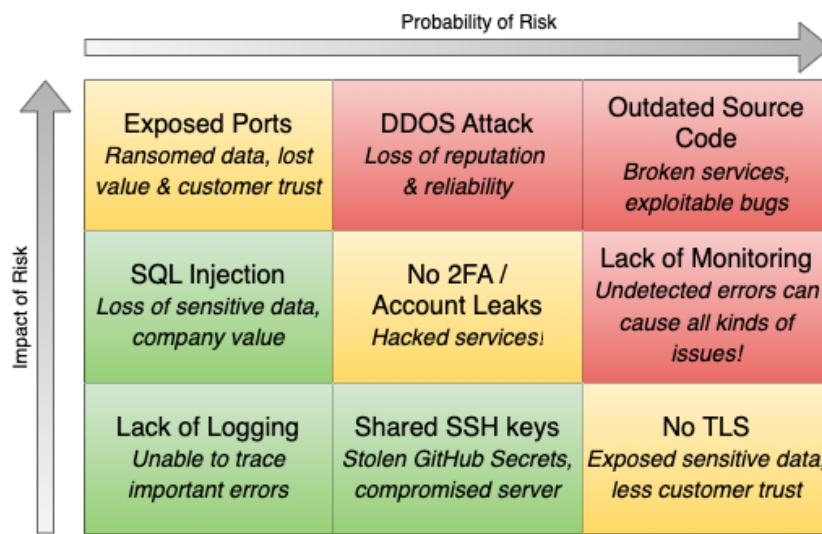 Probability of Risk
Impact of Risk
Exposed Ports
Ransomed data, lost
value & customer trust
DDOS Attack
Loss of reputation
& reliability
Outdated Source
Code
Broken services,
exploitable bugs
SQL Injection
Loss of sensitive data,
company value
No 2FA /
Account Leaks
Hacked services!
Lack of Monitoring
Undetected errors can
cause all kinds of
issues!
Lack of Logging
Unable to trace
important errors
Shared SSH keys
Stolen GitHub Secrets,
compromised server
No TLS
Exposed sensitive data,
less customer trust